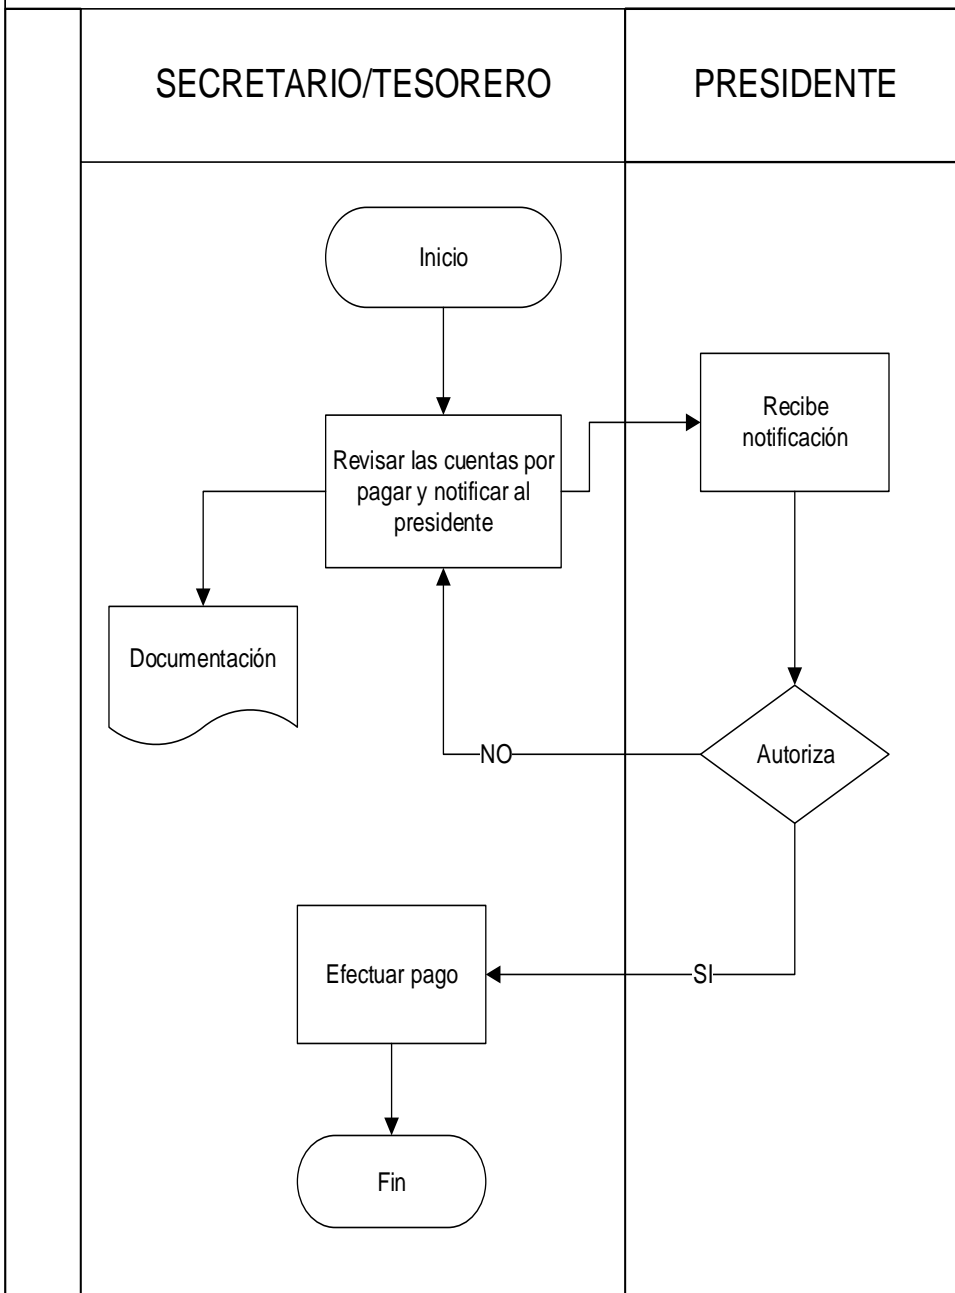 SECRETARIO/TESORERO
PRESIDENTE
Inicio
Revisar las cuentas por
pagar y notificar al
presidente
Recibe
notificación
Documentación
Autoriza
NO
SI
Efectuar pago
Fin